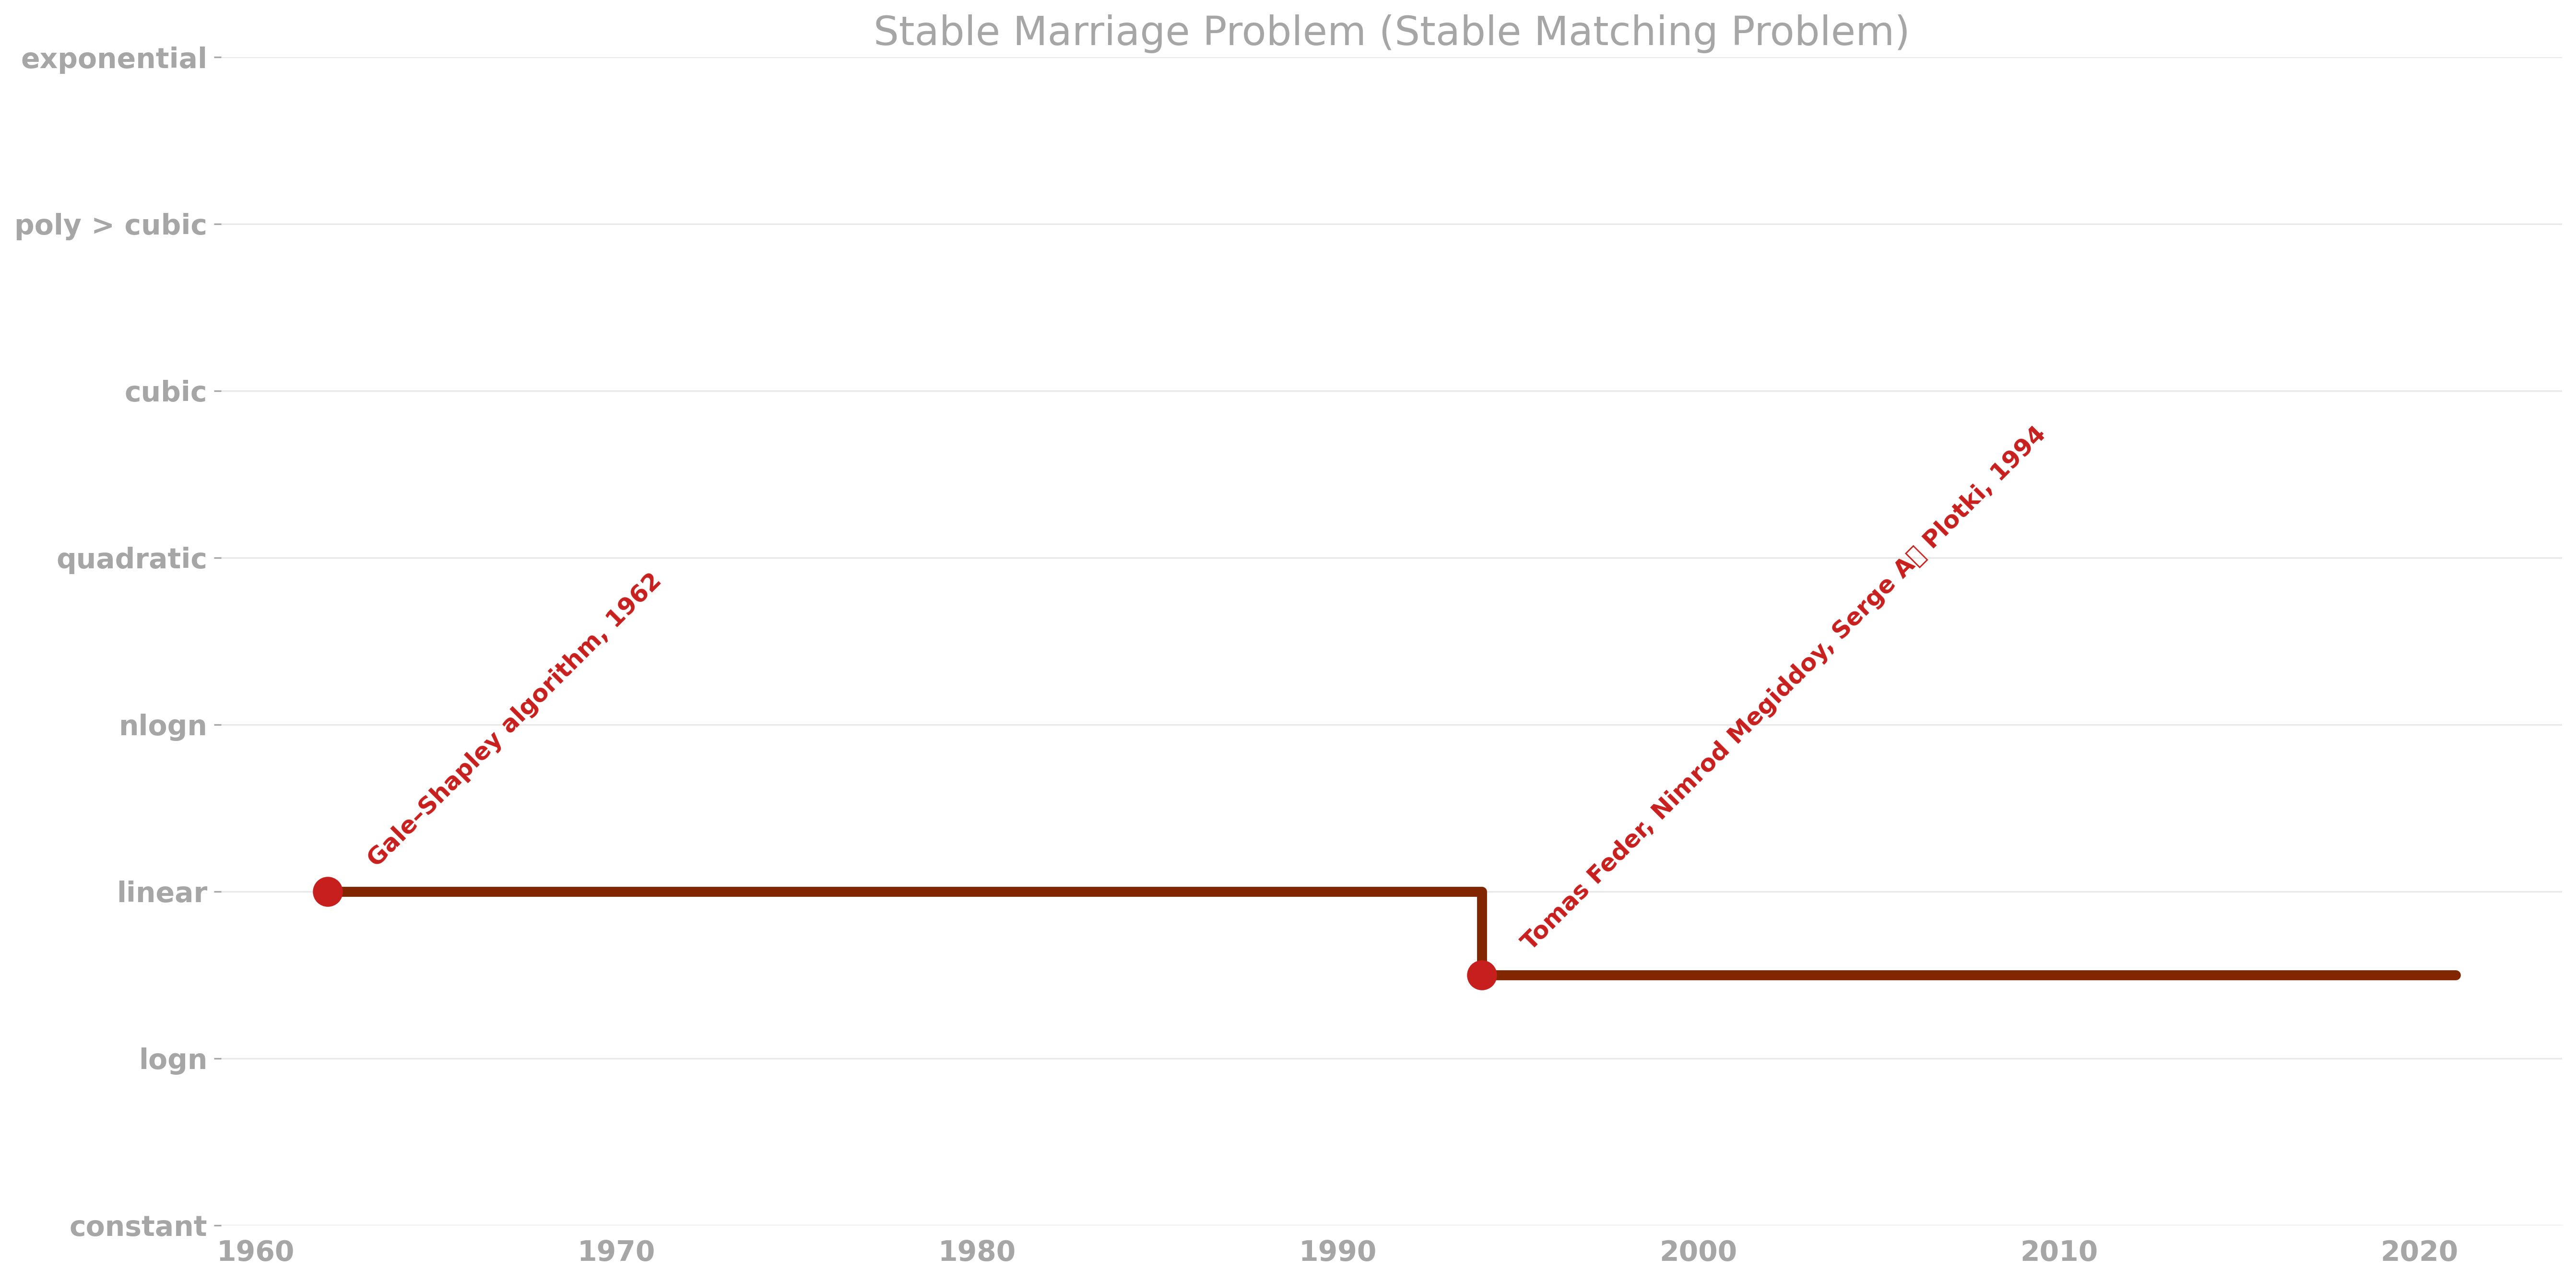 Stable Marriage Problem (Stable Matching Problem)
exponential
poly > cubic
cubic
quadratic
nlogn
linear
logn
constant
Gale–Shapley algorithm, 1962
Tomas Feder, Nimrod Megiddoy, Serge A▯ Plotki, 1994
1960 1970 1980 1990 2000 2010 2020